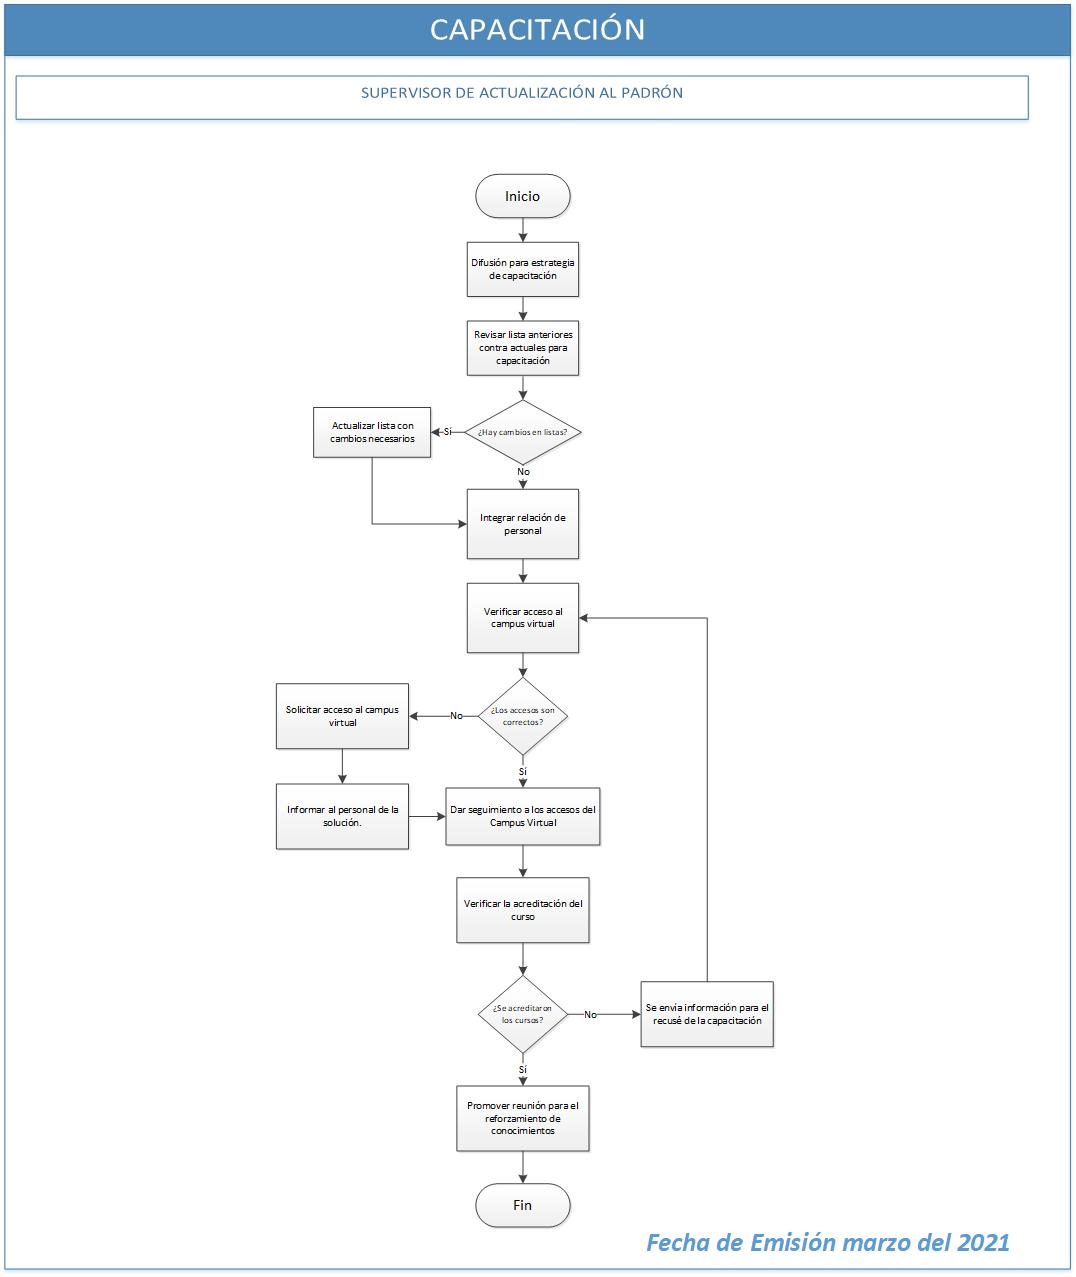 CAPACITACIÓN
SUPERVISOR DE ACTUALIZACIÓN AL PADRÓN
Inicio
Difusión para estrategia
de capacitación
Revisar lista anteriores
contra actuales para
capacitación
Actualizar lista con
cambios necesarios
Sí
¿Hay cambios en listas?
No
Integrar relación de
personal
Verificar acceso al
campus virtual
Solicitar acceso al campus
virtual
No
¿Los accesos son
correctos?
Sí
Informar al personal de la
solución.
Dar seguimiento a los accesos del
Campus Virtual
Verificar la acreditación del
curso
¿Se acreditaron
los cursos?
No
Se envía información para el
recusé de la capacitación
Sí
Promover reunión para el
reforzamiento de
conocimientos
Fin
Fecha de Emisión marzo del 2021